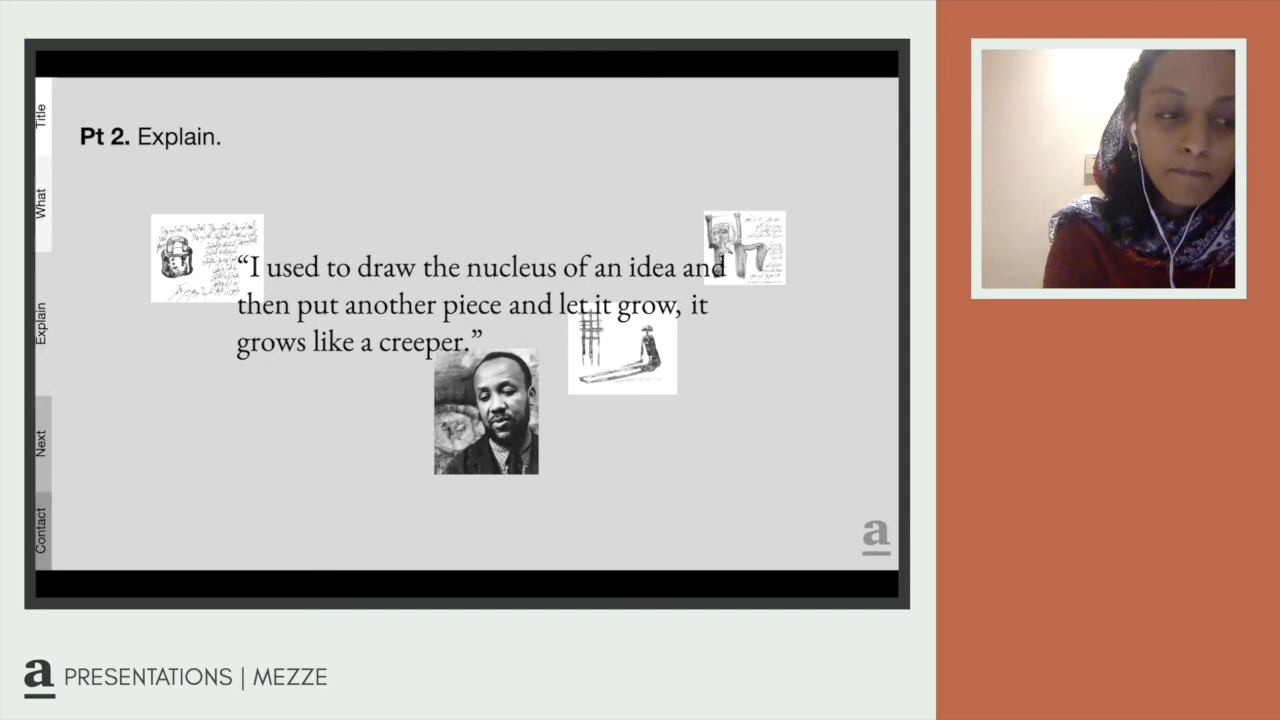 Title
What
Explain
Next
Contact
Pt 2. Explain.
“I used to draw the nucleus of an idea and
then put another piece and let it grow, it
grows like a creeper.”
a
a PRESENTATIONS | MEZZE